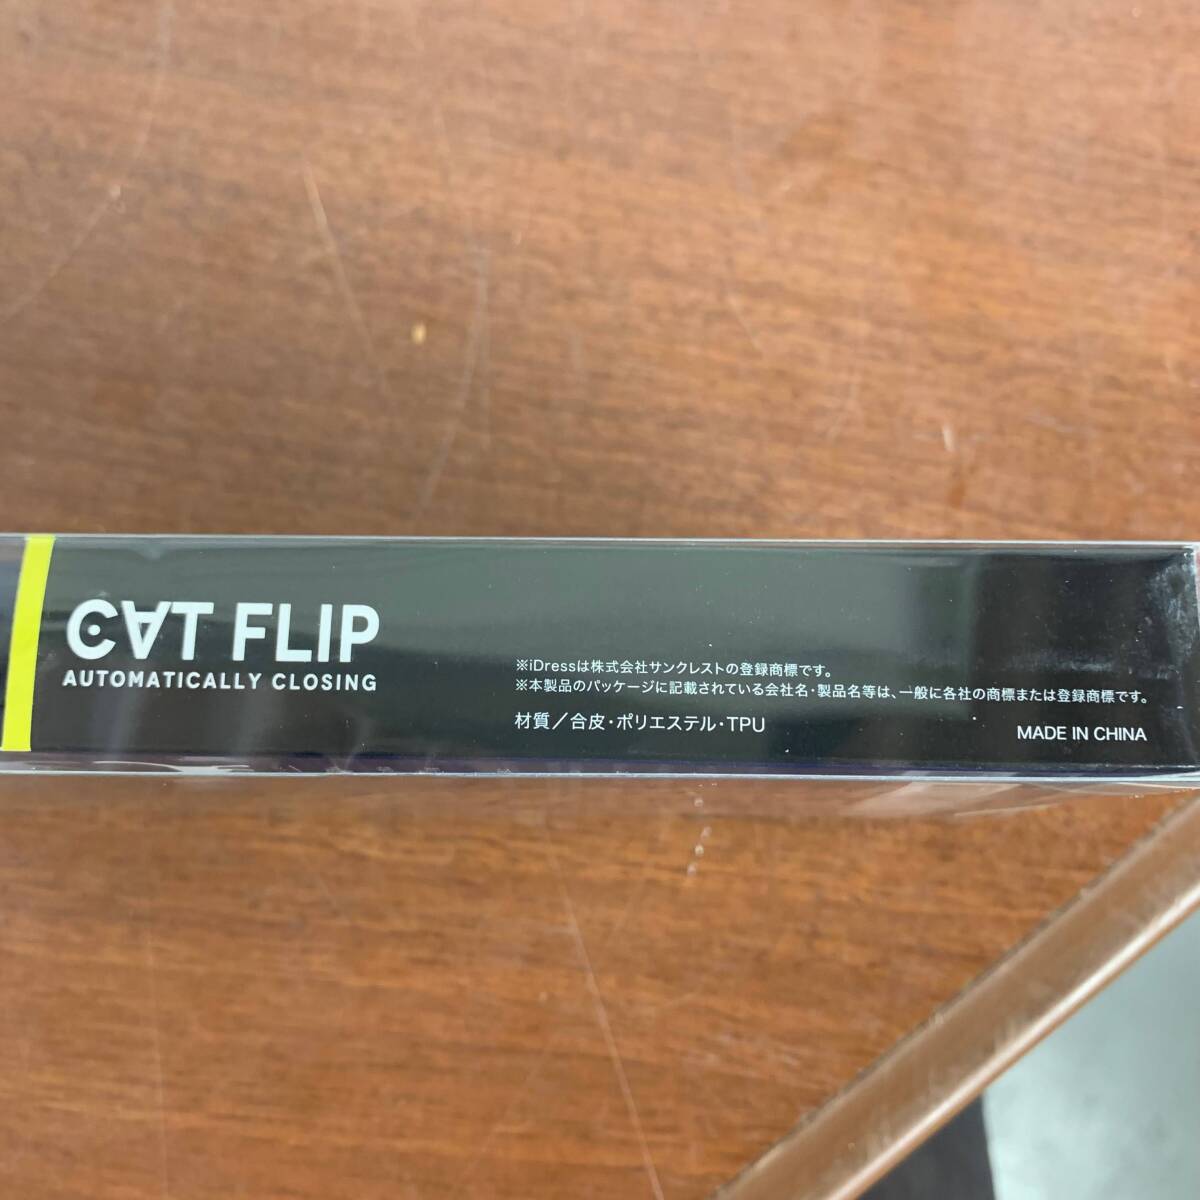 CAT FLIP
AUTOMATICALLY CLOSING
※iDressは株式会社サンクレストの登録商標です。
※本製品のパッケージに記載されている会社名・製品名等は、一般に各社の商標または登録商標です。
材質／合皮・ポリエステル・TPU
MADE IN CHINA